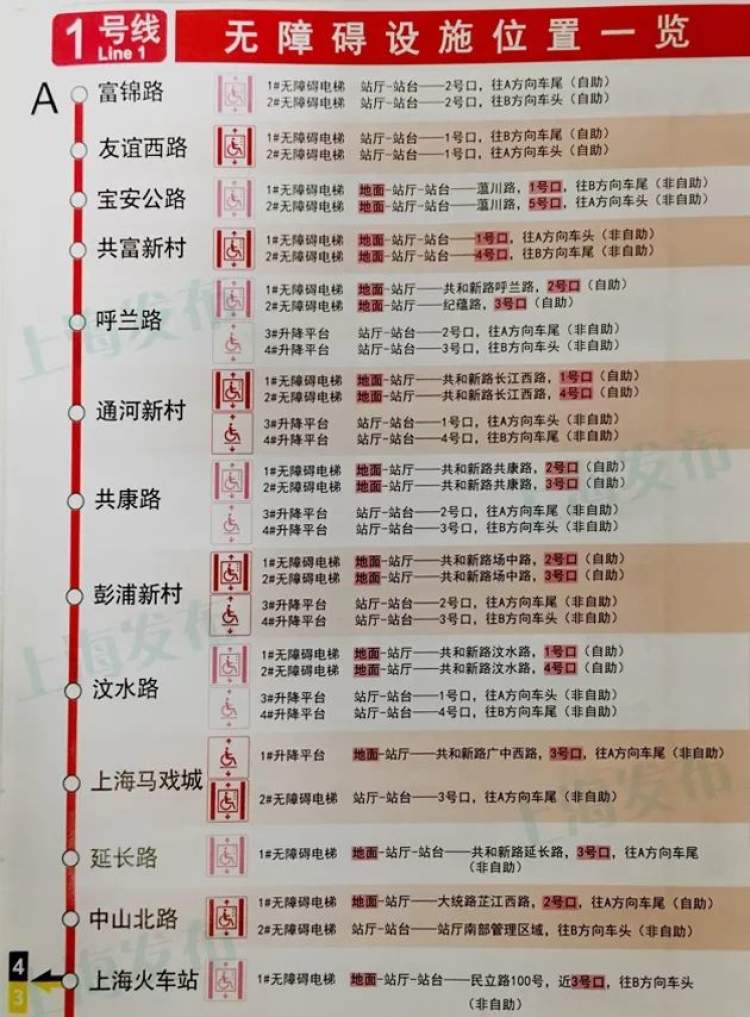 1号线 Line 1 无障碍设施位置一览
A
富锦路
1#无障碍电梯 站厅-站台——2号口，往A方向车尾（自助）
2#无障碍电梯 站厅-站台——2号口，往A方向车头（自助）
友谊西路
1#无障碍电梯 站厅-站台——1号口，往B方向车尾（自助）
2#无障碍电梯 站厅-站台——1号口，往A方向车头（自助）
宝安公路
1#无障碍电梯 地面-站厅-站台——蕰川路，1号口，往B方向车尾（非自助）
2#无障碍电梯 地面-站厅-站台——蕰川路，5号口，往A方向车头（非自助）
共富新村
1#无障碍电梯 地面-站厅-站台——1号口，往A方向车头（非自助）
2#无障碍电梯 地面-站厅-站台——4号口，往B方向车尾（非自助）
呼兰路
1#无障碍电梯 地面-站厅——共和新路呼兰路，2号口（自助）
2#无障碍电梯 地面-站厅——纪蕴路，3号口（自助）
3#升降平台 站厅-站台——2号口，往A方向车尾（非自助）
4#升降平台 站厅-站台——3号口，往B方向车头（非自助）
通河新村
1#无障碍电梯 地面-站厅——共和新路长江西路，1号口（自助）
2#无障碍电梯 地面-站厅——共和新路长江西路，4号口（自助）
3#升降平台 站厅-站台——1号口，往A方向车头（非自助）
4#升降平台 站厅-站台——4号口，往B方向车尾（非自助）
共康路
1#无障碍电梯 地面-站厅——共和新路共康路，2号口（自助）
2#无障碍电梯 地面-站厅——共和新路共康路，3号口（自助）
3#升降平台 站厅-站台——2号口，往A方向车尾（非自助）
4#升降平台 站厅-站台——3号口，往B方向车头（非自助）
彭浦新村
1#无障碍电梯 地面-站厅——共和新路场中路，2号口（自助）
2#无障碍电梯 地面-站厅——共和新路场中路，3号口（自助）
3#升降平台 站厅-站台——2号口，往A方向车尾（非自助）
4#升降平台 站厅-站台——3号口，往B方向车头（非自助）
汶水路
1#无障碍电梯 地面-站厅——共和新路汶水路，1号口（自助）
2#无障碍电梯 地面-站厅——共和新路汶水路，4号口（自助）
3#升降平台 站厅-站台——1号口，往A方向车头（非自助）
4#升降平台 站厅-站台——4号口，往B方向车尾（非自助）
上海马戏城
1#升降平台 地面-站厅——共和新路广中西路，3号口，往A方向车尾（非自助）
2#无障碍电梯 站厅-站台——3号口，往A方向车尾（非自助）
延长路
1#无障碍电梯 地面-站厅-站台——共和新路延长路，3号口，往A方向车尾
（非自助）
中山北路
1#无障碍电梯 地面-站厅——大统路芷江西路，2号口，往A方向车尾（自助）
2#无障碍电梯 站厅-站台——站厅南部管理区域，往B方向车头（非自助）
4
3
上海火车站
1#无障碍电梯 地面-站厅-站台——民立路100号，近3号口，往B方向车头
（非自助）
上海发布
上海发布
上海发布
上海发布
上海发布